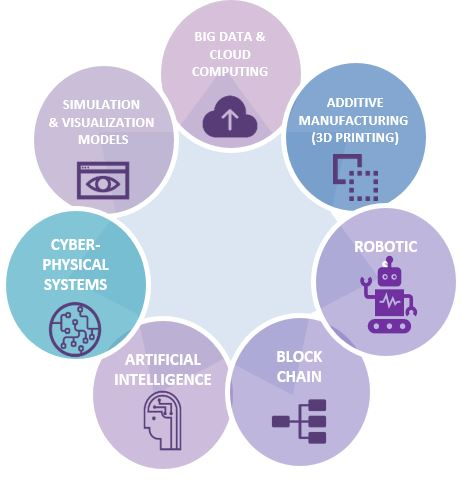 BIG DATA &
CLOUD
COMPUTING
ADDITIVE
MANUFACTURING
(3D PRINTING)
ROBOTIC
BLOCK
CHAIN
ARTIFICIAL
INTELLIGENCE
CYBER-
PHYSICAL
SYSTEMS
SIMULATION
& VISUALIZATION
MODELS